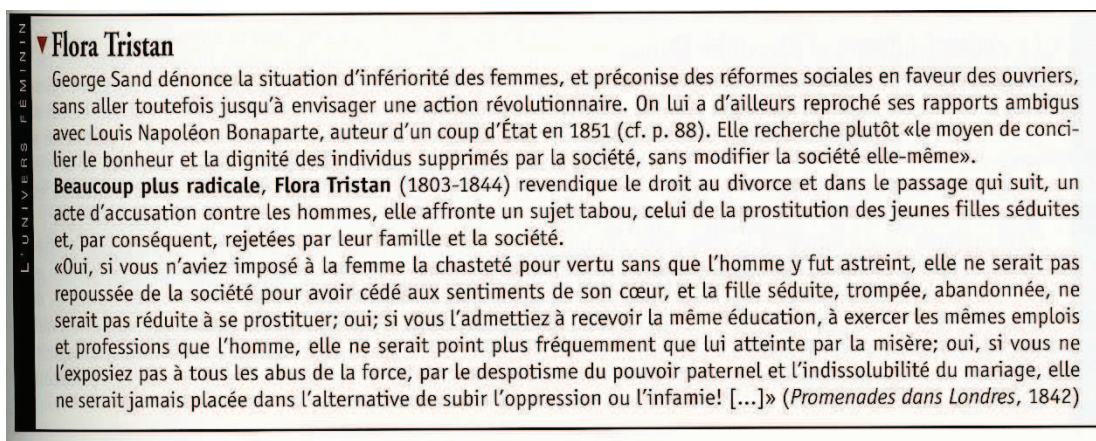 L'UNIVERS FÉMININ
Flora Tristan
George Sand dénonce la situation d'infériorité des femmes, et préconise des réformes sociales en faveur des ouvriers,
sans aller toutefois jusqu'à envisager une action révolutionnaire. On lui a d'ailleurs reproché ses rapports ambigus
avec Louis Napoléon Bonaparte, auteur d'un coup d'État en 1851 (cf. p. 88). Elle recherche plutôt «le moyen de conci-
lier le bonheur et la dignité des individus supprimés par la société, sans modifier la société elle-même».
Beaucoup plus radicale, Flora Tristan (1803-1844) revendique le droit au divorce et dans le passage qui suit, un
acte d'accusation contre les hommes, elle affronte un sujet tabou, celui de la prostitution des jeunes filles séduites
et, par conséquent, rejetées par leur famille et la société.
«Oui, si vous n'aviez imposé à la femme la chasteté pour vertu sans que l'homme y fut astreint, elle ne serait pas
repoussée de la société pour avoir cédé aux sentiments de son cœur, et la fille séduite, trompée, abandonnée, ne
serait pas réduite à se prostituer; oui; si vous l'admettiez à recevoir la même éducation, à exercer les mêmes emplois
et professions que l'homme, elle ne serait point plus fréquemment que lui atteinte par la misère; oui, si vous ne
l'exposiez pas à tous les abus de la force, par le despotisme du pouvoir paternel et l'indissolubilité du mariage, elle
ne serait jamais placée dans l'alternative de subir l'oppression ou l'infamie! [...]» (Promenades dans Londres, 1842)